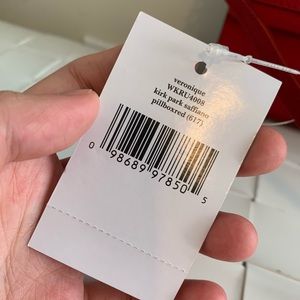 veronique
WKRU4008
kirk park saffiano
pillboxred (617)
0 98689 97850 5